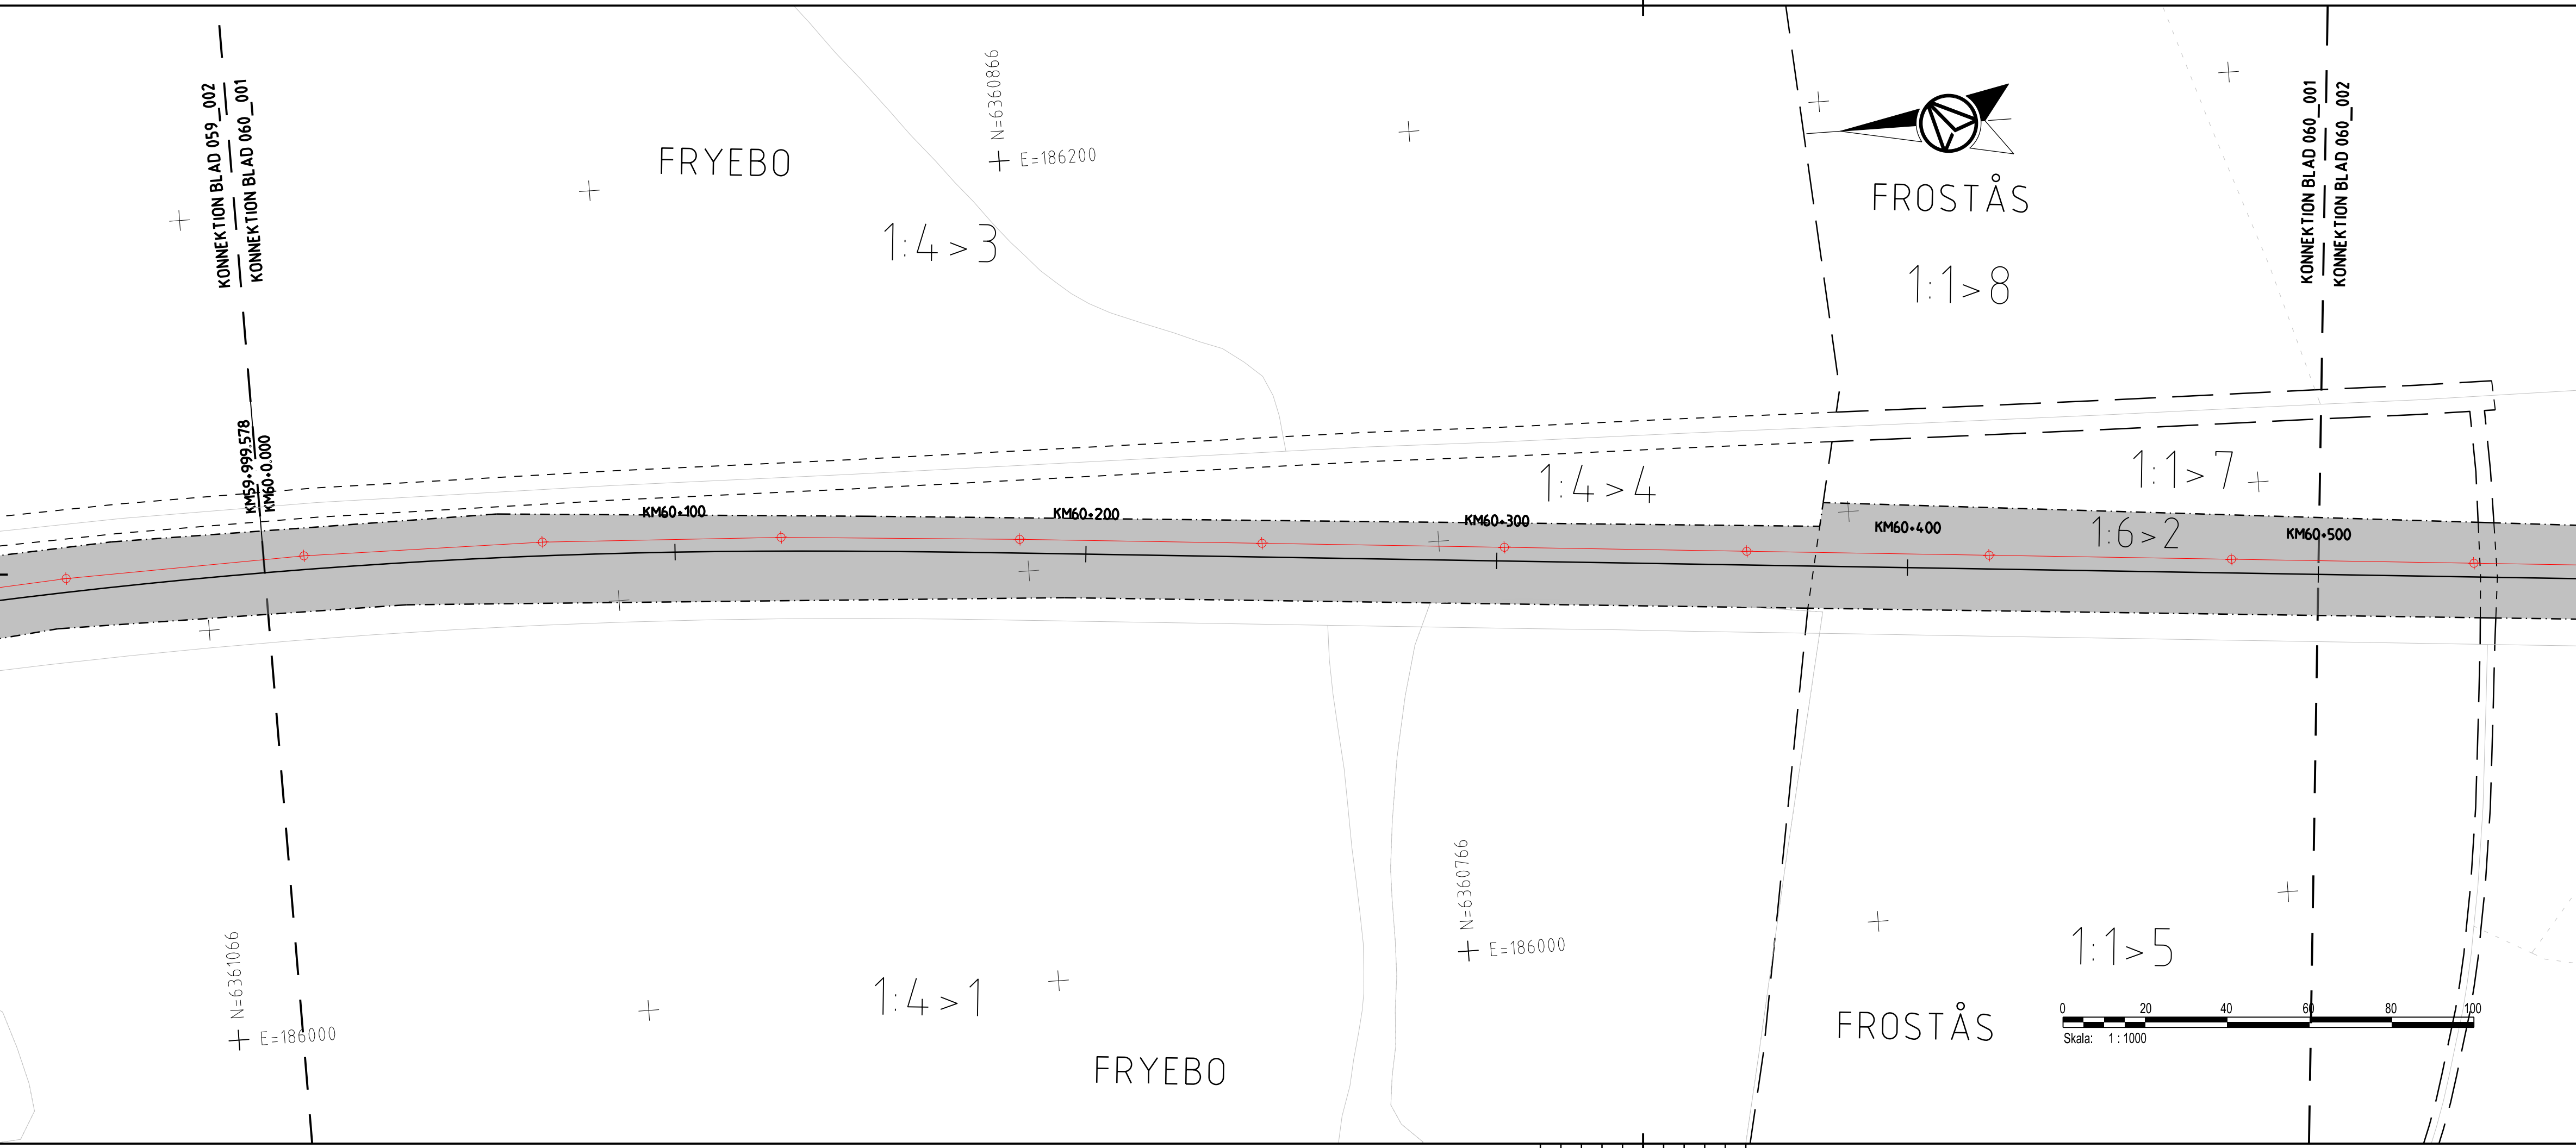 KONNEKTION BLAD 059_002
KONNEKTION BLAD 060_001
N=6360866
E=186200
FRYEBO
1:4>3
FROSTÅS
1:1>8
KONNEKTION BLAD 060_001
KONNEKTION BLAD 060_002
KM59+999.578
KM60+0.000
KM60+100
KM60+200
KM60+300
KM60+400
KM60+500
1:4>4
1:1>7
1:6>2
N=6361066
E=186000
1:4>1
FRYEBO
N=6360766
E=186000
1:1>5
FROSTÅS
0 20 40 60 80 100
Skala: 1 : 1000